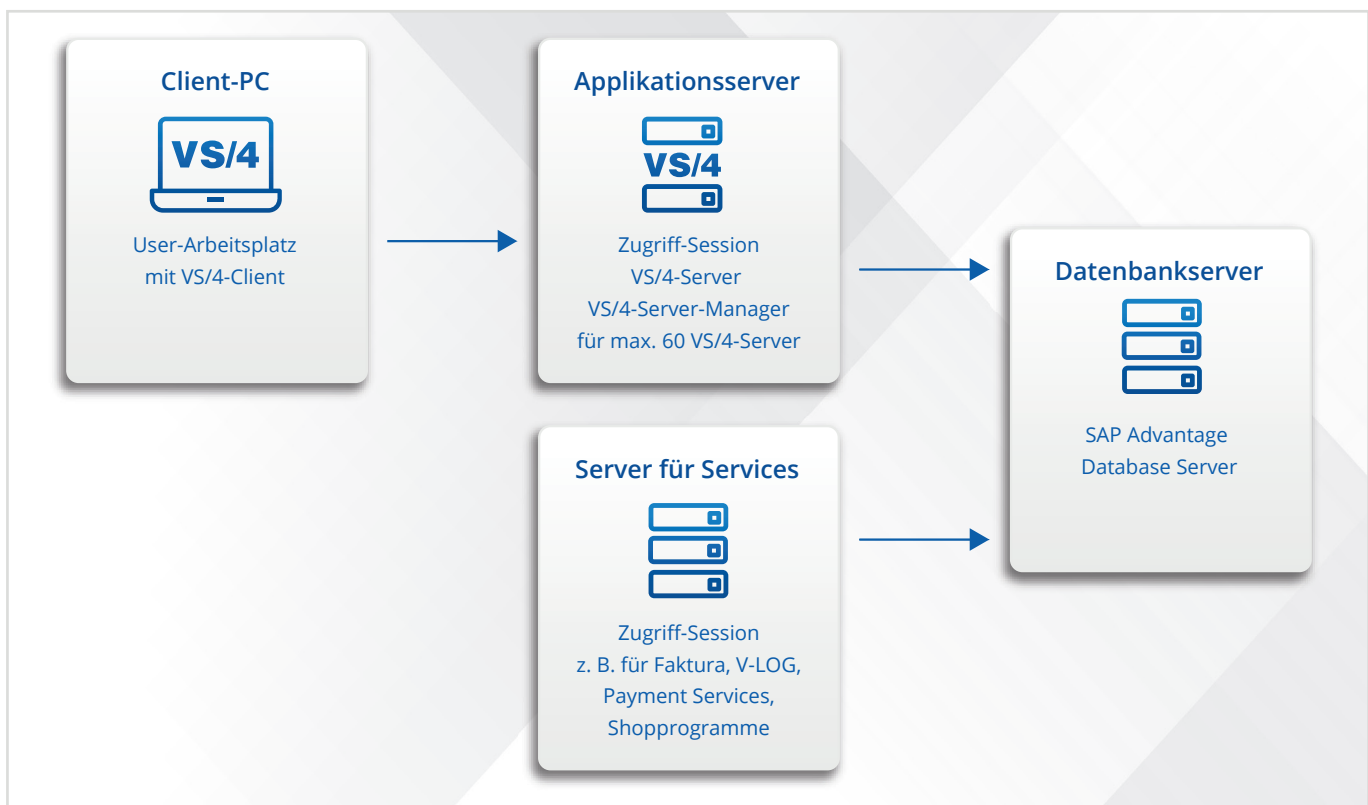 Client-PC
VS/4
User-Arbeitsplatz
mit VS/4-Client
Applikationsserver
VS/4
Zugriff-Session
VS/4-Server
VS/4-Server-Manager
für max. 60 VS/4-Server
Server für Services
Zugriff-Session
z. B. für Faktura, V-LOG,
Payment Services,
Shopprogramme
Datenbankserver
SAP Advantage
Database Server